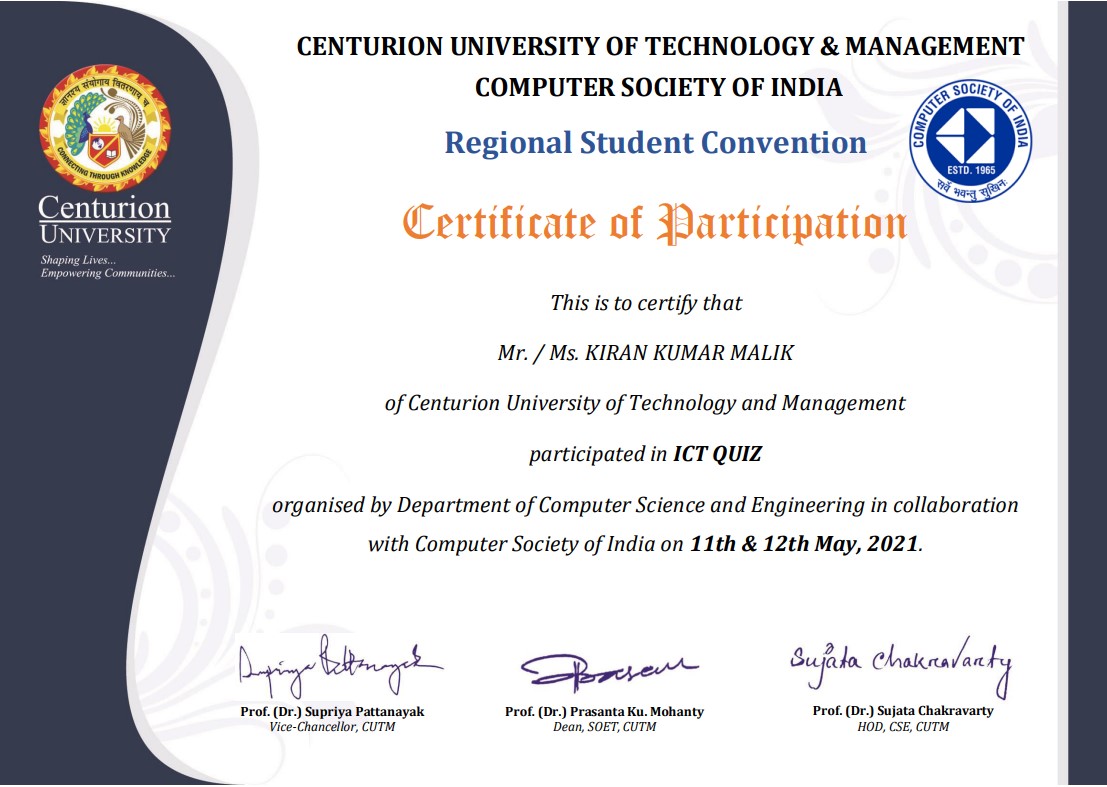 CENTURION UNIVERSITY OF TECHNOLOGY & MANAGEMENT
COMPUTER SOCIETY OF INDIA
Regional Student Convention
COMPUTER SOCIETY OF INDIA
ESTD. 1965
सर्वे भवन्तु सुखिनः
ज्ञानस्य संयोगाय वितरणाय च
CONNECTING THROUGH KNOWLEDGE
Centurion
UNIVERSITY
Shaping Lives...
Empowering Communities...
Certificate of Participation
This is to certify that
Mr. / Ms. KIRAN KUMAR MALIK
of Centurion University of Technology and Management
participated in ICT QUIZ
organised by Department of Computer Science and Engineering in collaboration
with Computer Society of India on 11th & 12th May, 2021.
Supriya Pattanayak
Sujata Chakravarty
Prof. (Dr.) Supriya Pattanayak
Vice-Chancellor, CUTM
Prof. (Dr.) Prasanta Ku. Mohanty
Dean, SOET, CUTM
Prof. (Dr.) Sujata Chakravarty
HOD, CSE, CUTM